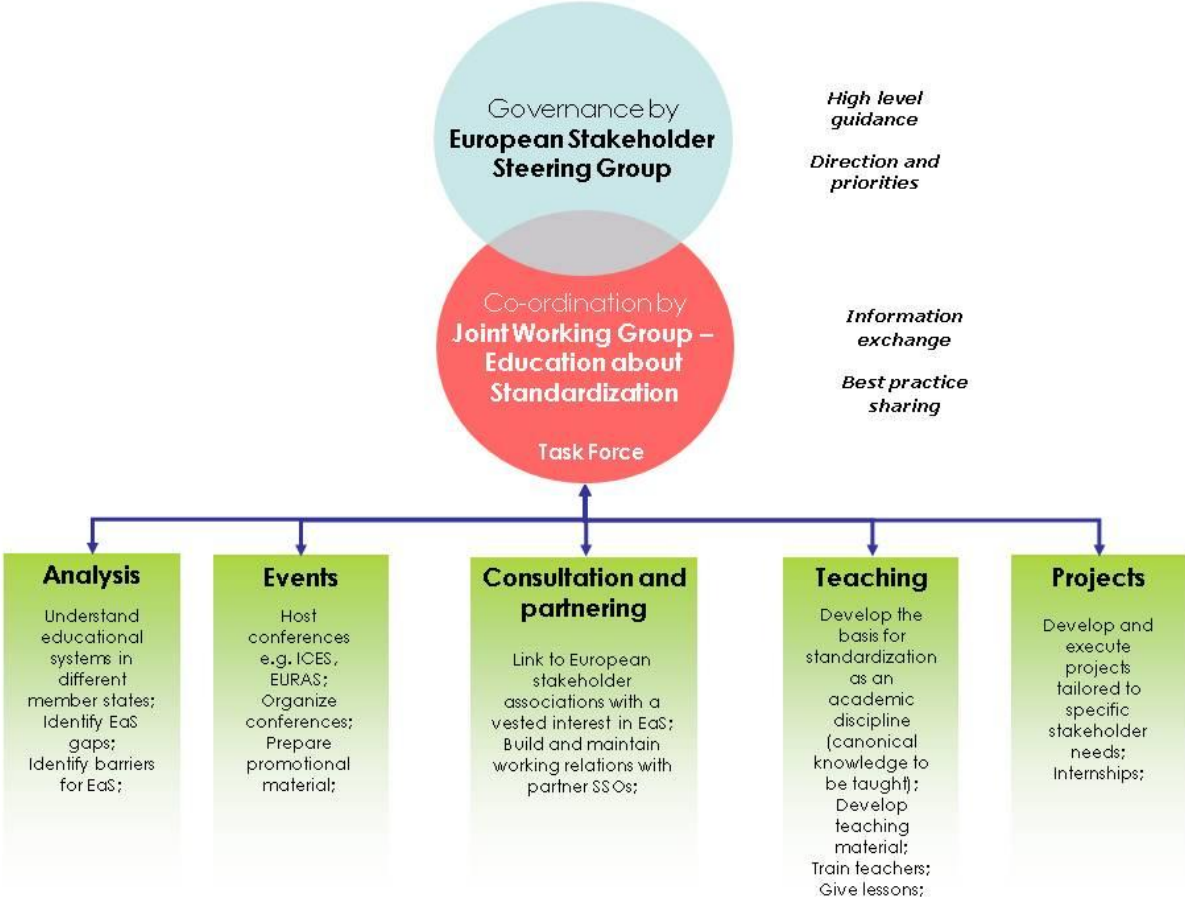 Governance by
European Stakeholder
Steering Group
High level
guidance
Direction and
priorities
Co-ordination by
Joint Working Group –
Education about
Standardization
Task Force
Information
exchange
Best practice
sharing
Analysis
Understand
educational
systems in
different
member states;
Identify EaS
gaps;
Identify barriers
for EaS;
Events
Host
conferences
e.g. ICES,
EURAS;
Organize
conferences;
Prepare
promotional
material;
Consultation and
partnering
Link to European
stakeholder
associations with a
vested interest in EaS;
Build and maintain
working relations with
partner SSOs;
Teaching
Develop the
basis for
standardization
as an
academic
discipline
(canonical
knowledge to
be taught);
Develop
teaching
material;
Train teachers;
Give lessons;
Projects
Develop and
execute
projects
tailored to
specific
stakeholder
needs;
Internships;